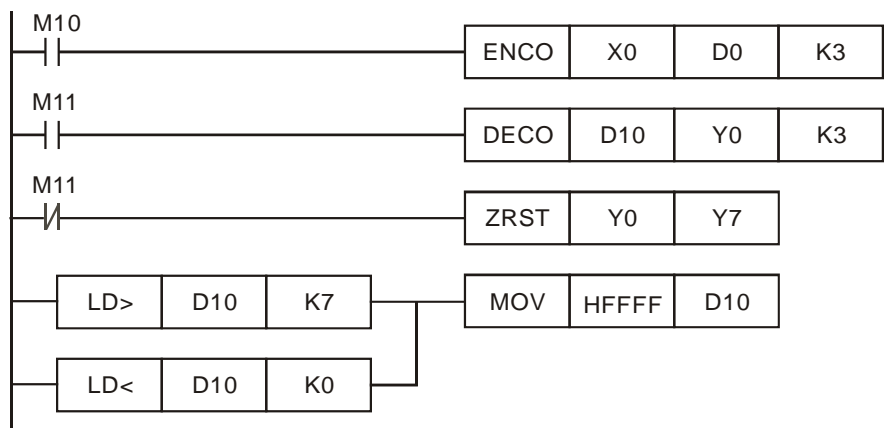 M10
ENCO X0 D0 K3
M11
DECO D10 Y0 K3
M11
ZRST Y0 Y7
LD> D10 K7 MOV HFFFF D10
LD< D10 K0